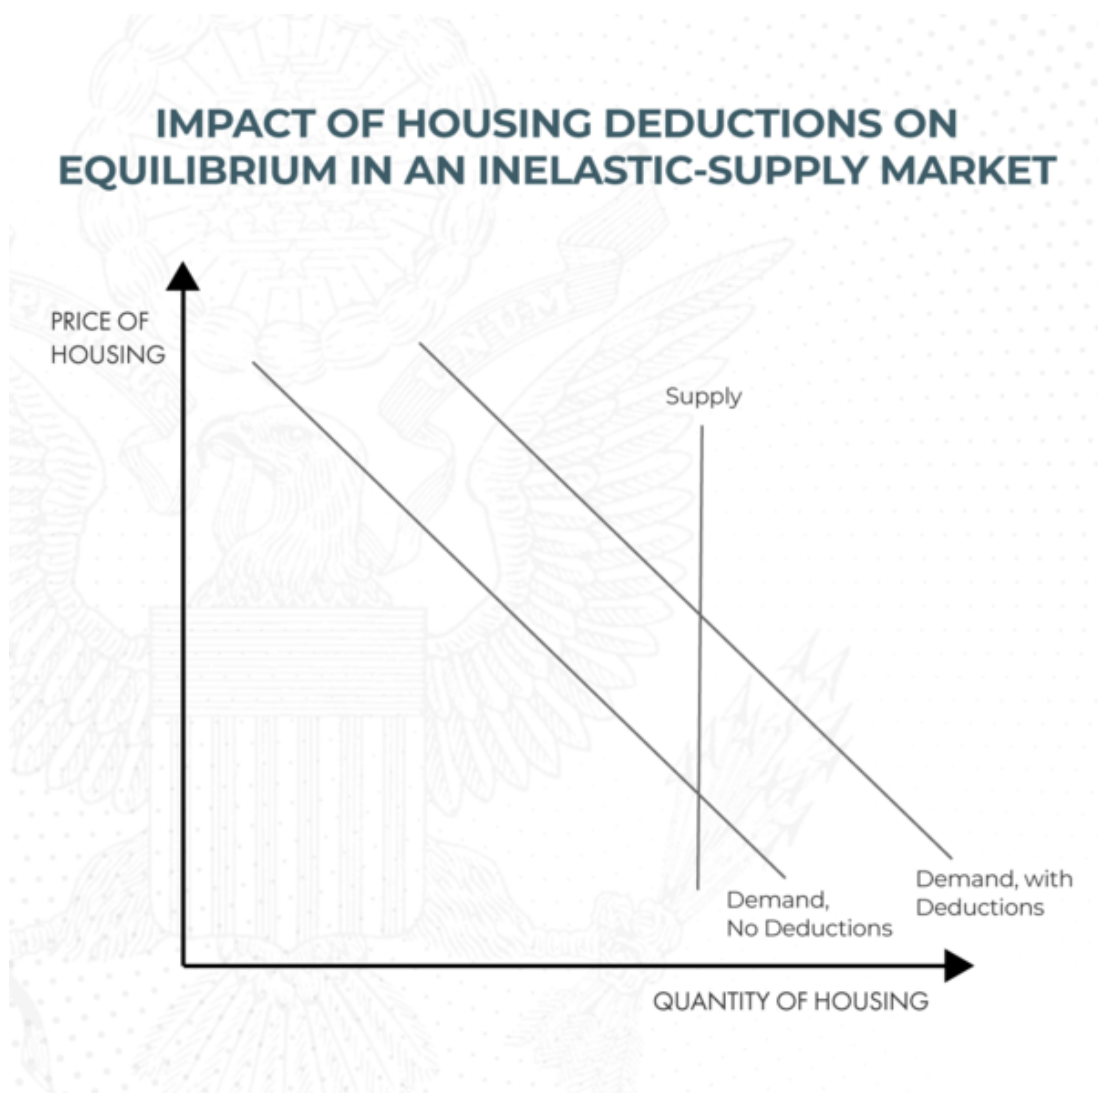 IMPACT OF HOUSING DEDUCTIONS ON
EQUILIBRIUM IN AN INELASTIC-SUPPLY MARKET
PRICE OF
HOUSING
Supply
Demand, with
Deductions
Demand,
No Deductions
QUANTITY OF HOUSING